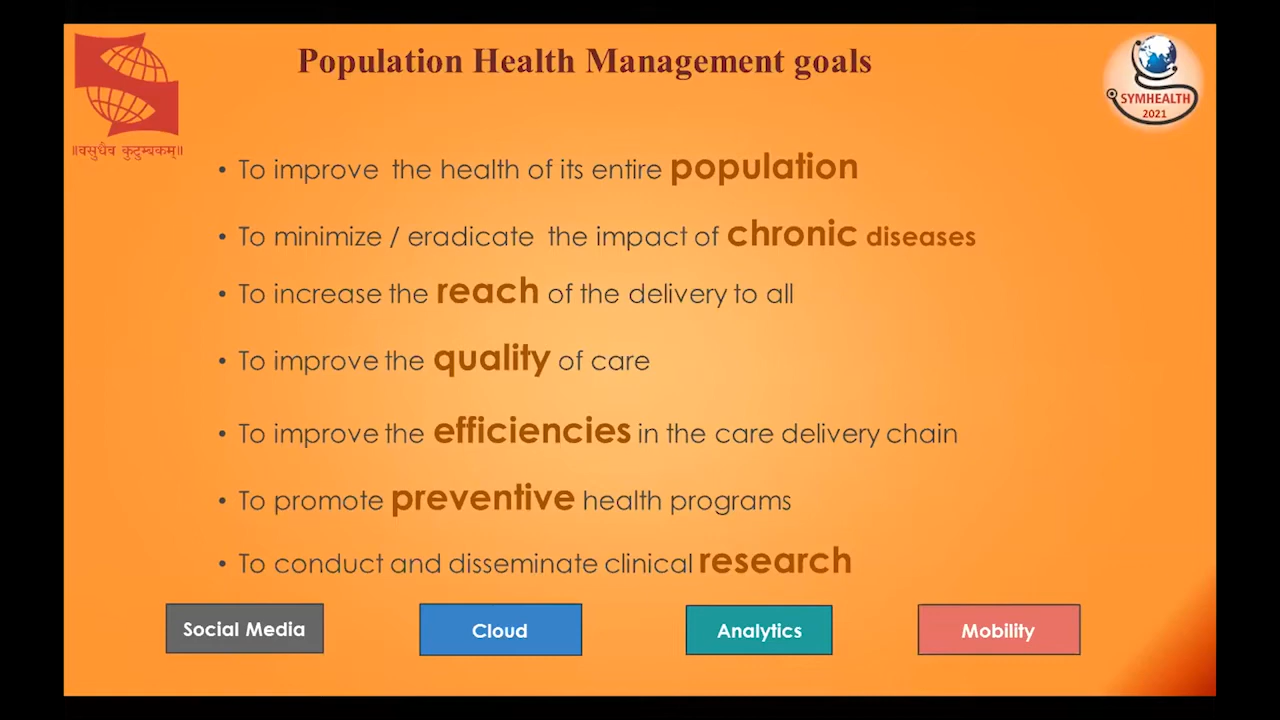 Population Health Management goals
SYMHEALTH
2021
॥वसुधैव कुटुम्बकम्॥
• To improve the health of its entire population
• To minimize / eradicate the impact of chronic diseases
• To increase the reach of the delivery to all
• To improve the quality of care
• To improve the efficiencies in the care delivery chain
• To promote preventive health programs
• To conduct and disseminate clinical research
Social Media
Cloud
Analytics
Mobility